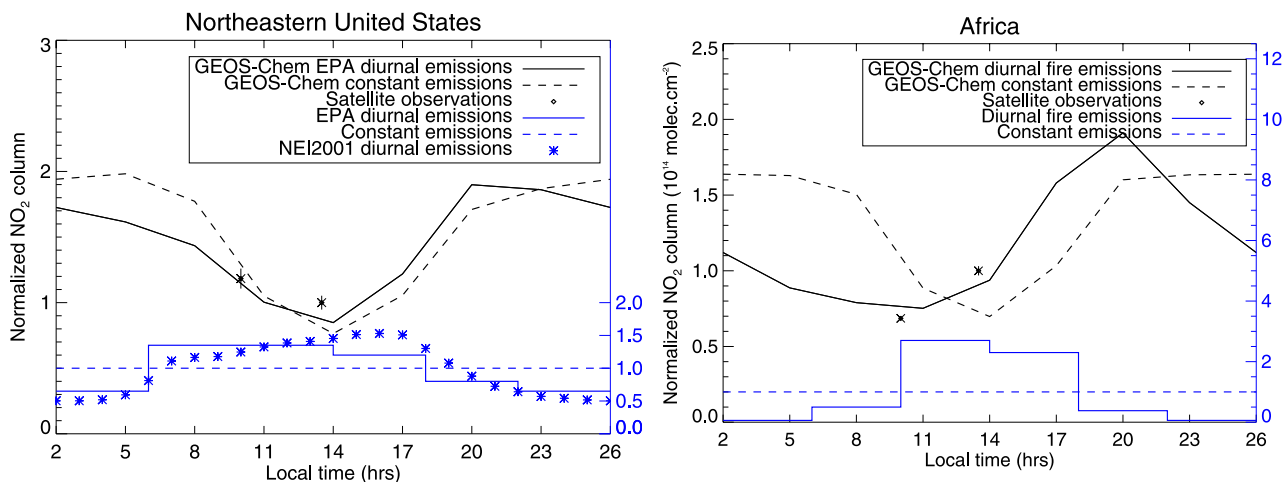 Northeastern United States
3
GEOS-Chem EPA diurnal emissions
GEOS-Chem constant emissions
Satellite observations
EPA diurnal emissions
Constant emissions
NEI2001 diurnal emissions
2
1
0
Normalized NO2 column
2.0
1.5
1.0
0.5
0.0
2 5 8 11 14 17 20 23 26
Local time (hrs)
Africa
2.5
2.0
1.5
1.0
0.5
0.0
Normalized NO2 column (10^14 molec.cm^-2)
GEOS-Chem diurnal fire emissions
GEOS-Chem constant emissions
Satellite observations
Diurnal fire emissions
Constant emissions
12
10
8
6
4
2
0
2 5 8 11 14 17 20 23 26
Local time (hrs)